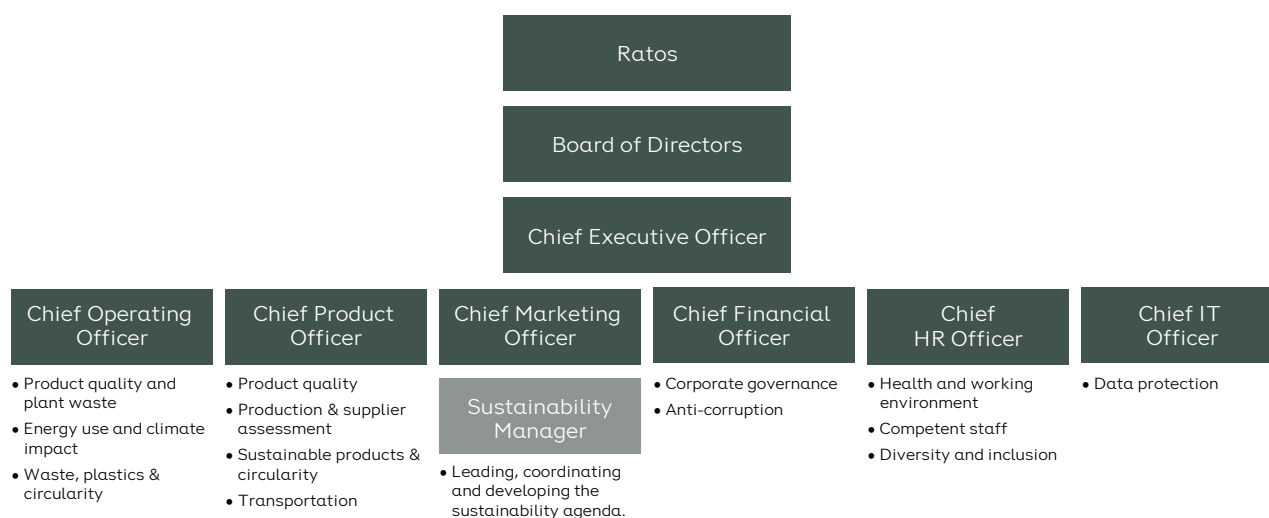 Ratos
Board of Directors
Chief Executive Officer
Chief Operating
Officer
• Product quality and
plant waste
• Energy use and climate
impact
• Waste, plastics &
circularity
Chief Product
Officer
• Product quality
• Production & supplier
assessment
• Sustainable products &
circularity
• Transportation
Chief Marketing
Officer
Sustainability
Manager
• Leading, coordinating
and developing the
sustainability agenda.
Chief Financial
Officer
• Corporate governance
• Anti-corruption
Chief
HR Officer
• Health and working
environment
• Competent staff
• Diversity and inclusion
Chief IT
Officer
• Data protection